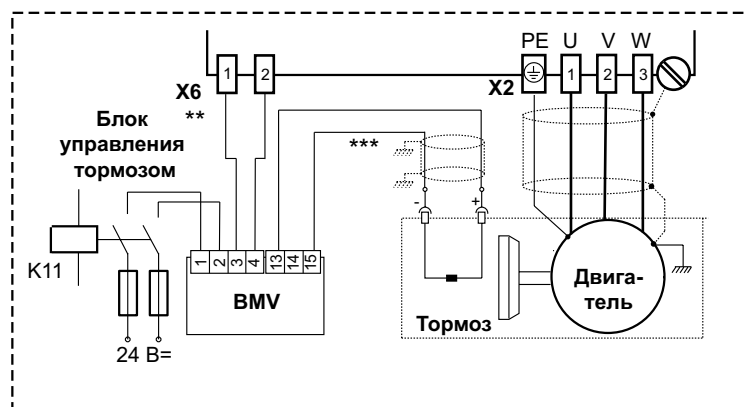 PE U V W
1 2
1 2 3
X6
X2
**
Блок
управления
тормозом
***
- +
K11
1 2 3 4 13 14 15
BMV
Двига-
тель
Тормоз
24 В=